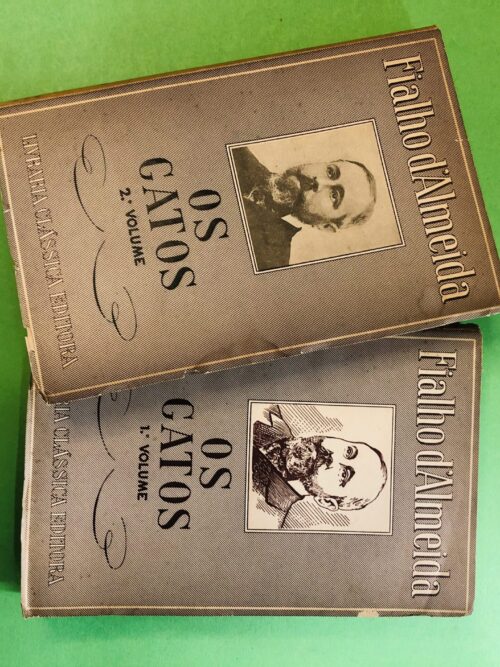 Fialho d'Almeida
OS
GATOS
2.º VOLUME
LIVRARIA CLÁSSICA EDITORA
Fialho d'Almeida
OS
GATOS
1.º VOLUME
CLÁSSICA EDITORA